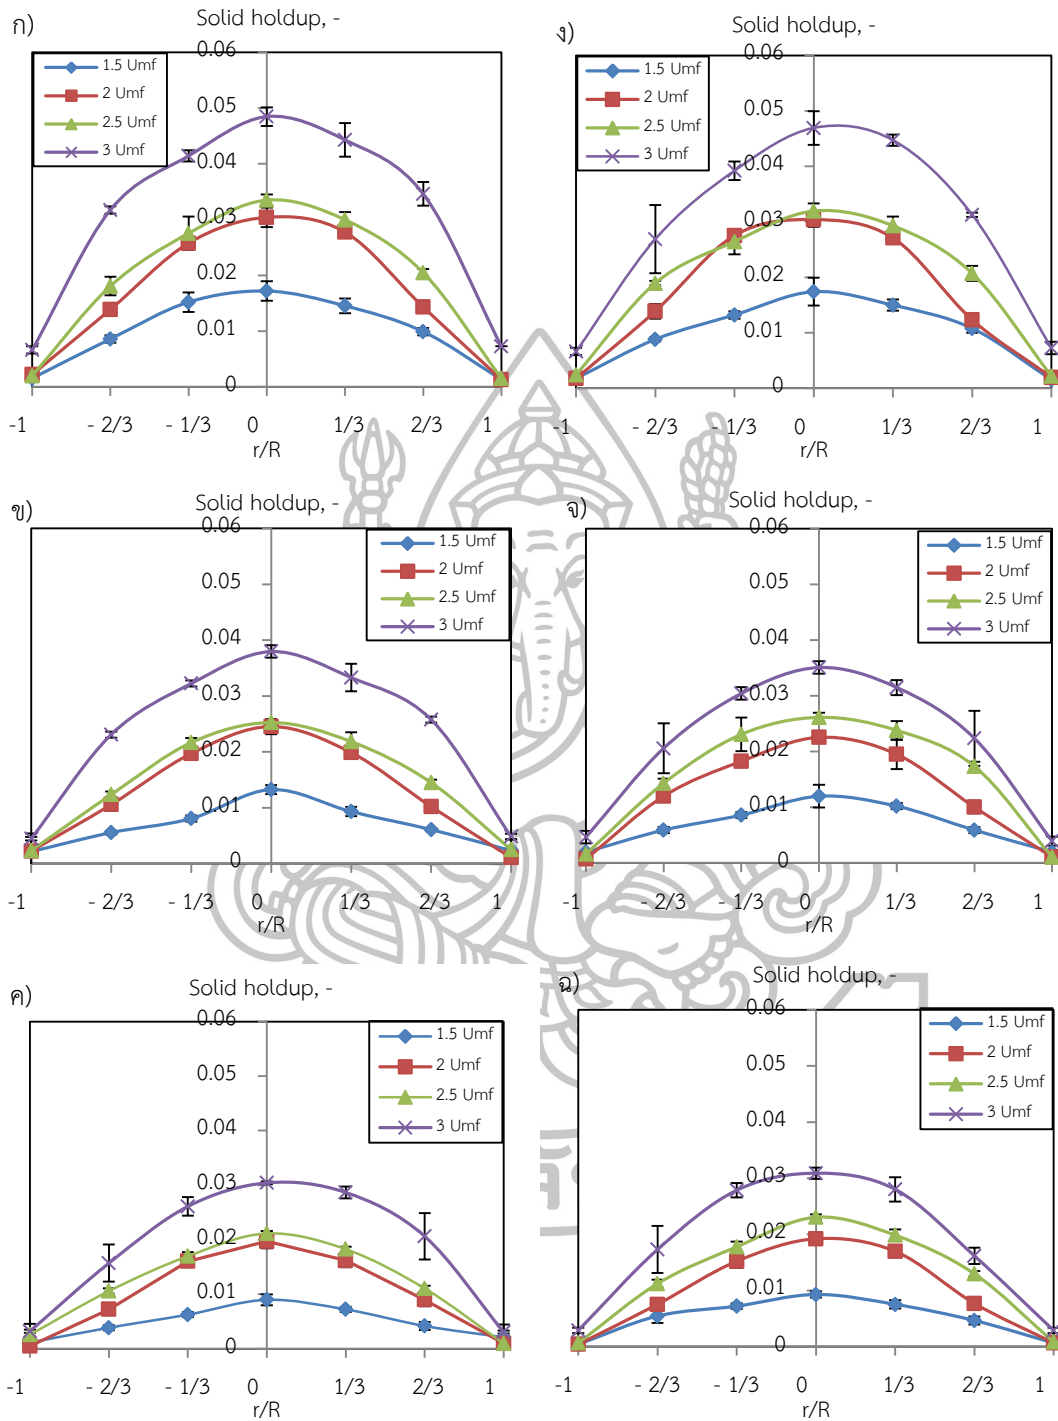 ก)
Solid holdup, -
0.06
0.05
0.04
0.03
0.02
0.01
0
1.5 Umf
2 Umf
2.5 Umf
3 Umf
-1 - 2/3 - 1/3 0 1/3 2/3 1
r/R
ง)
Solid holdup, -
0.06
0.05
0.04
0.03
0.02
0.01
0
1.5 Umf
2 Umf
2.5 Umf
3 Umf
-1 - 2/3 - 1/3 0 1/3 2/3 1
r/R
ข)
Solid holdup, -
0.06
0.05
0.04
0.03
0.02
0.01
0
1.5 Umf
2 Umf
2.5 Umf
3 Umf
-1 - 2/3 - 1/3 0 1/3 2/3 1
r/R
จ)
Solid holdup, -
0.06
0.05
0.04
0.03
0.02
0.01
0
1.5 Umf
2 Umf
2.5 Umf
3 Umf
-1 - 2/3 - 1/3 0 1/3 2/3 1
r/R
ค)
Solid holdup, -
0.06
0.05
0.04
0.03
0.02
0.01
0
1.5 Umf
2 Umf
2.5 Umf
3 Umf
-1 - 2/3 - 1/3 0 1/3 2/3 1
r/R
ฉ)
Solid holdup, -
0.06
0.05
0.04
0.03
0.02
0.01
0
1.5 Umf
2 Umf
2.5 Umf
3 Umf
-1 - 2/3 - 1/3 0 1/3 2/3 1
r/R